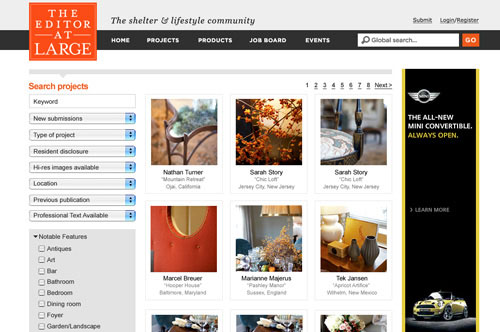 THE
EDITOR
AT
LARGE
The shelter & lifestyle community
Submit Login/Register
HOME PROJECTS PRODUCTS JOB BOARD EVENTS
Global search... GO
Search projects
1 2 3 4 5 6 7 8 Next >
Keyword
New submissions
Type of project
Resident disclosure
Hi-res images available
Location
Previous publication
Professional Text Available
Notable Features
Antiques
Art
Bar
Bathroom
Bedroom
Dining room
Foyer
Garden/Landscape
Nathan Turner
"Mountain Retreat"
Ojai, California
Sarah Story
"Chic Loft"
Jersey City, New Jersey
Sarah Story
"Chic Loft"
Jersey City, New Jersey
Marcel Breuer
"Hooper House"
Baltimore, Maryland
Marianne Majerus
"Pashley Manor"
Sussex, England
Tek Jansen
"Apricot Artifice"
Wilhelm, New Mexico
MINI
THE ALL-NEW
MINI CONVERTIBLE.
ALWAYS OPEN.
> LEARN MORE